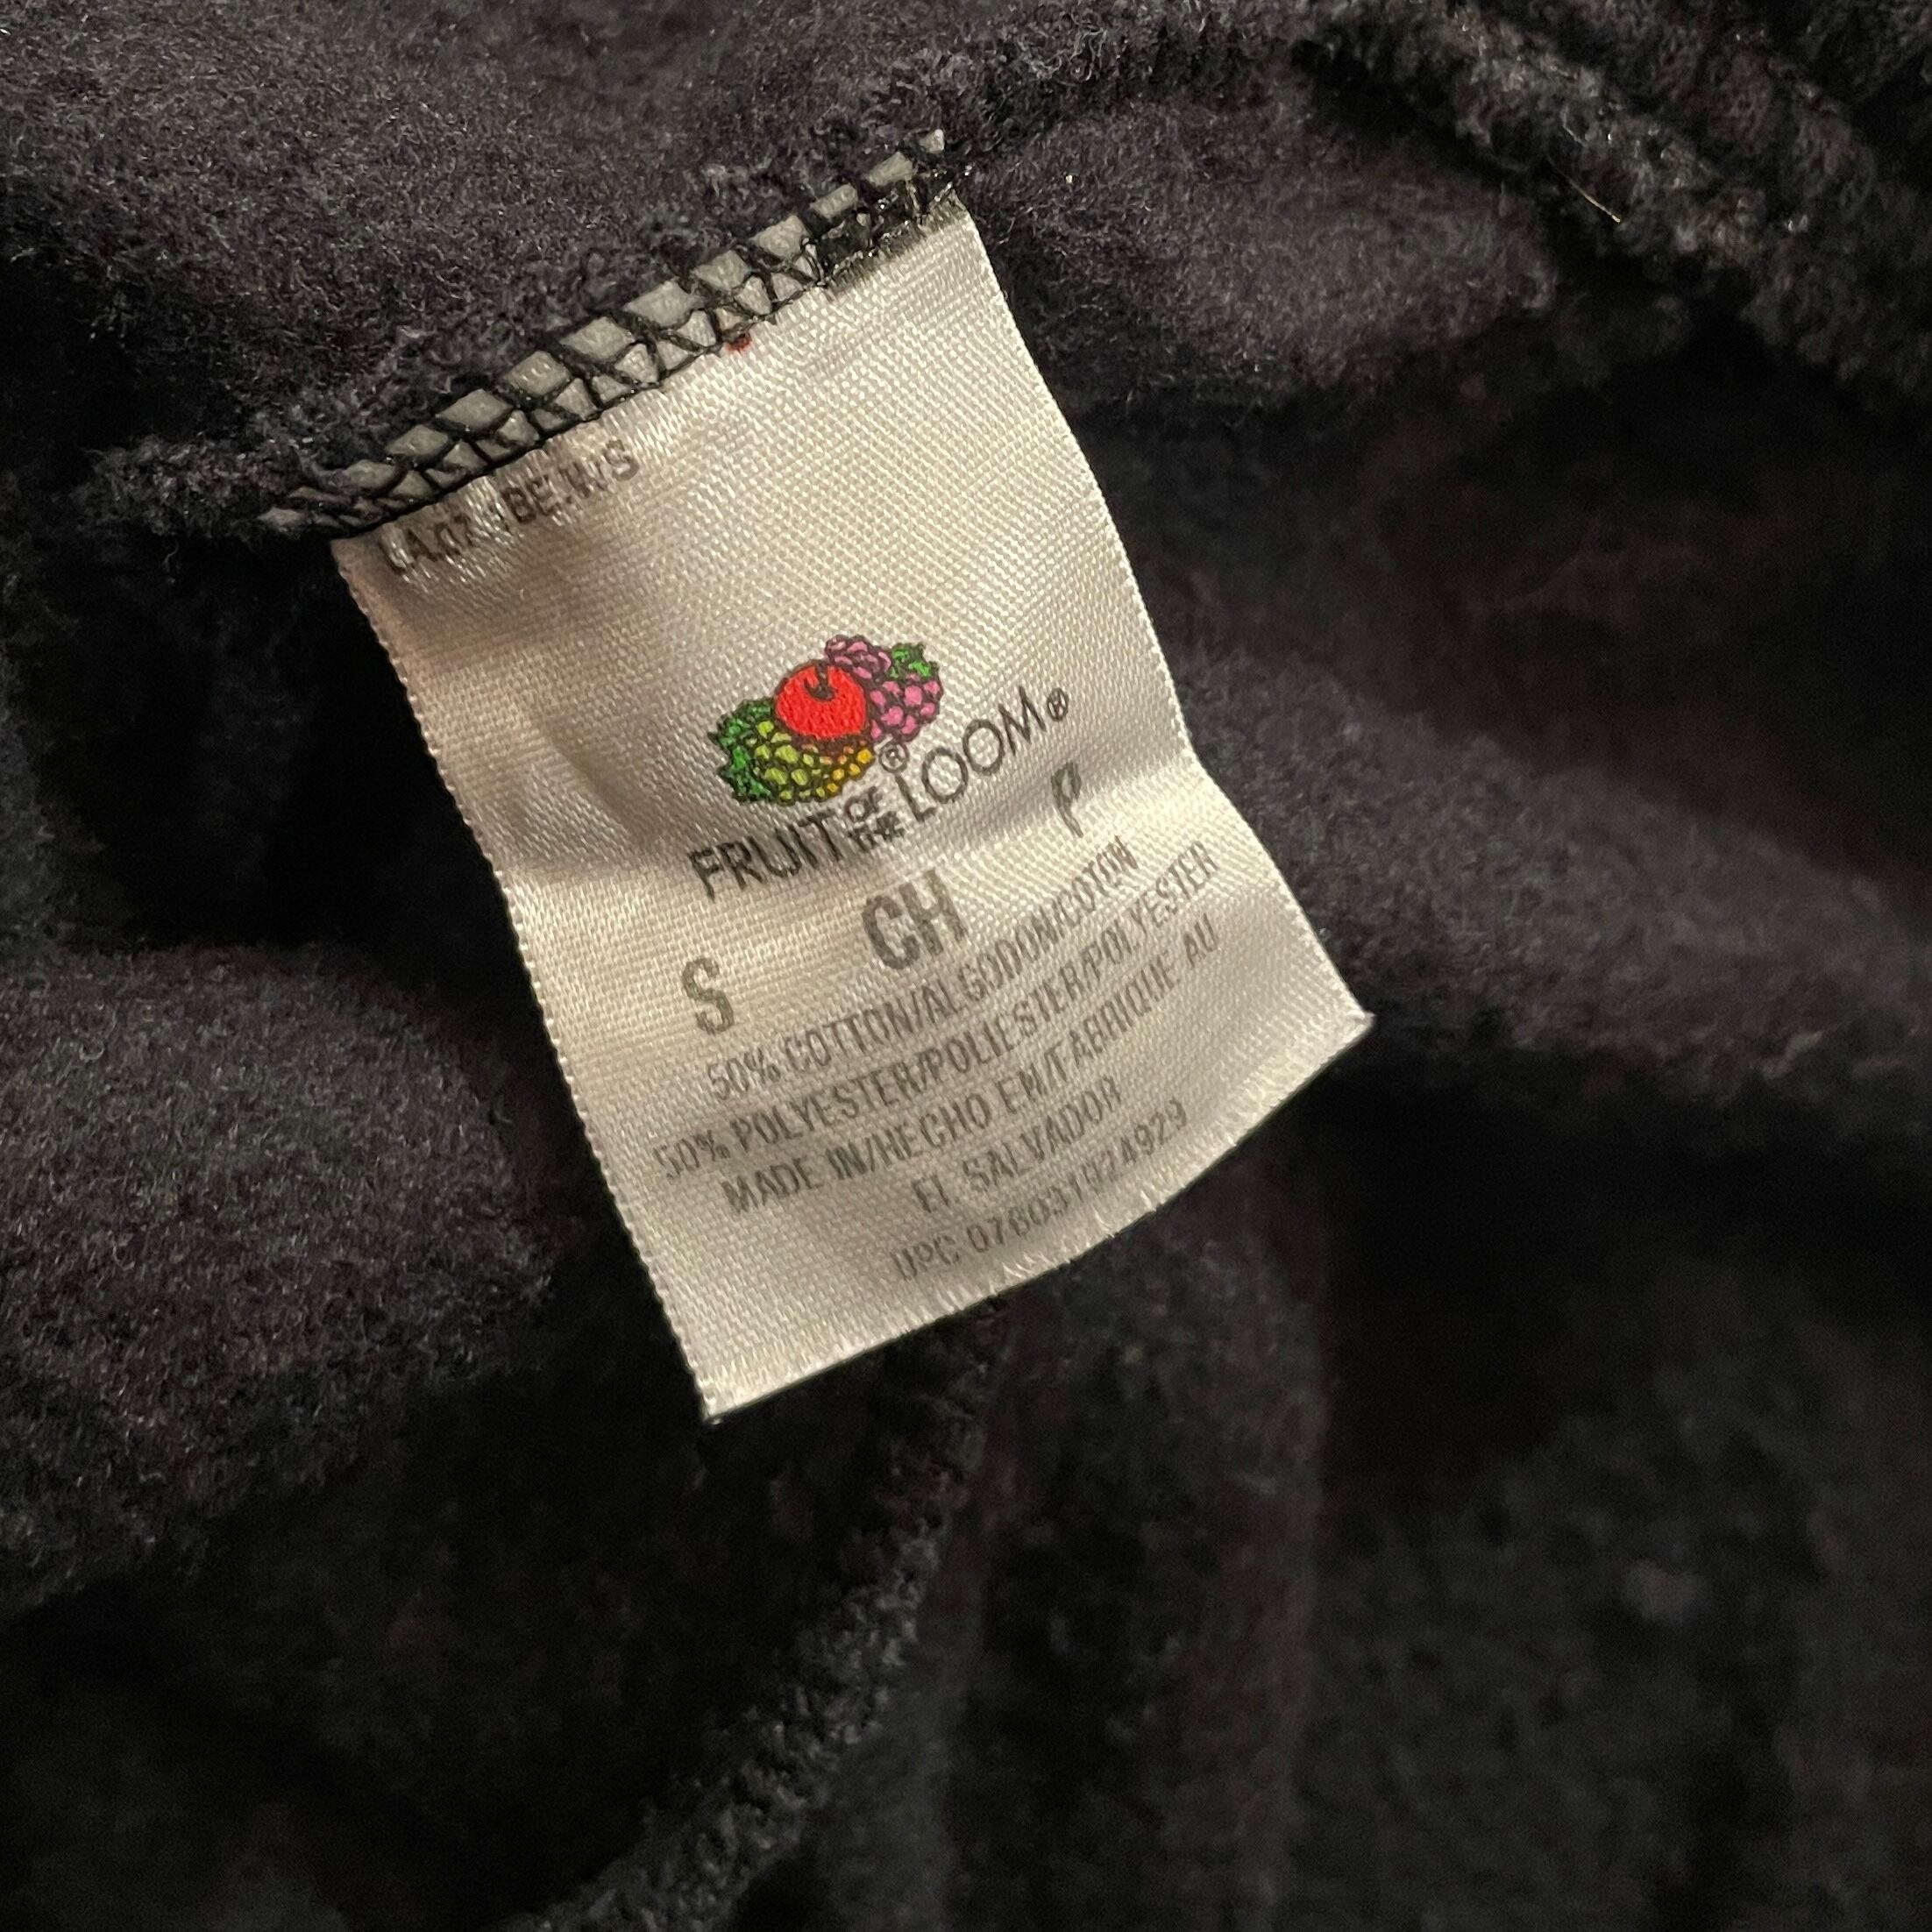 FRUIT OF THE LOOM®
S CH P
50% COTTON/ALGODON/COTON
50% POLYESTER/POLIESTER/POLYESTER
MADE IN/HECHO EN/FABRIQUE AU
EL SALVADOR
UPC